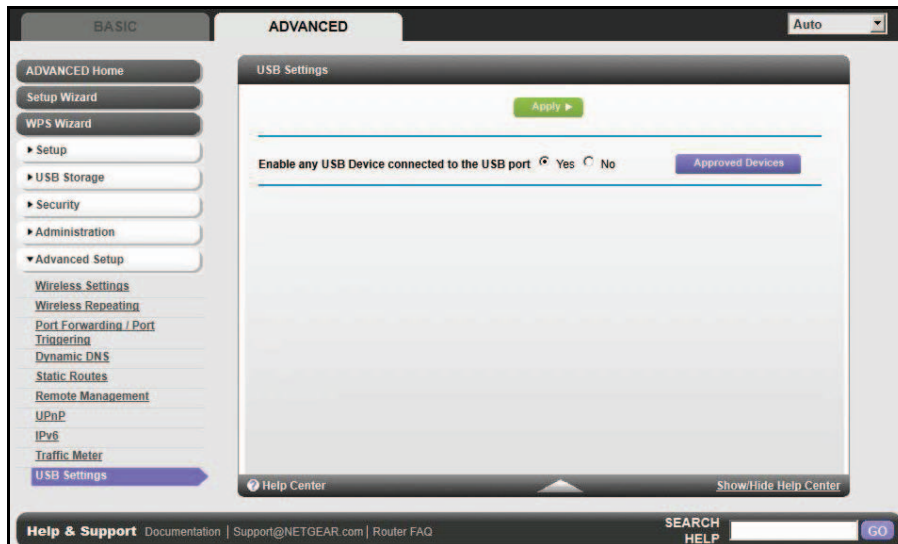 BASIC
ADVANCED
Auto
ADVANCED Home
Setup Wizard
WPS Wizard
Setup
USB Storage
Security
Administration
Advanced Setup
Wireless Settings
Wireless Repeating
Port Forwarding / Port
Triggering
Dynamic DNS
Static Routes
Remote Management
UPnP
IPv6
Traffic Meter
USB Settings
USB Settings
Apply
Enable any USB Device connected to the USB port Yes No
Approved Devices
Help Center
Show/Hide Help Center
Help & Support Documentation | Support@NETGEAR.com | Router FAQ
SEARCH
HELP
GO